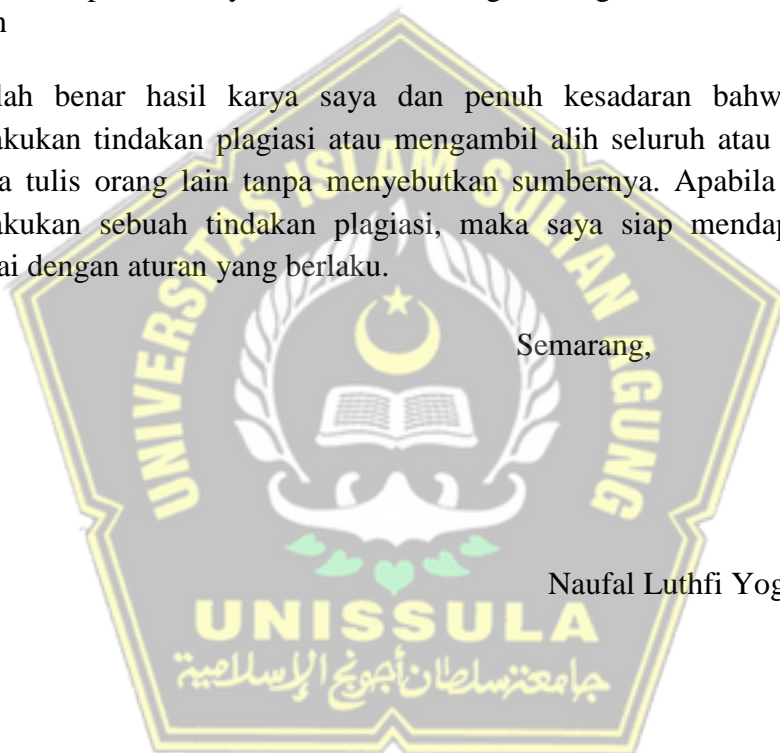 lah benar hasil karya saya dan penuh kesadaran bahw
akukan tindakan plagiasi atau mengambil alih seluruh atau
a tulis orang lain tanpa menyebutkan sumbernya. Apabila
akukan sebuah tindakan plagiasi, maka saya siap mendap
ai dengan aturan yang berlaku.
Semarang,
UNIVERSITAS ISLAM SULTAN AGUNG
Naufal Luthfi Yog
UNISSULA
جامعة سلطان أجونج الإسلامية